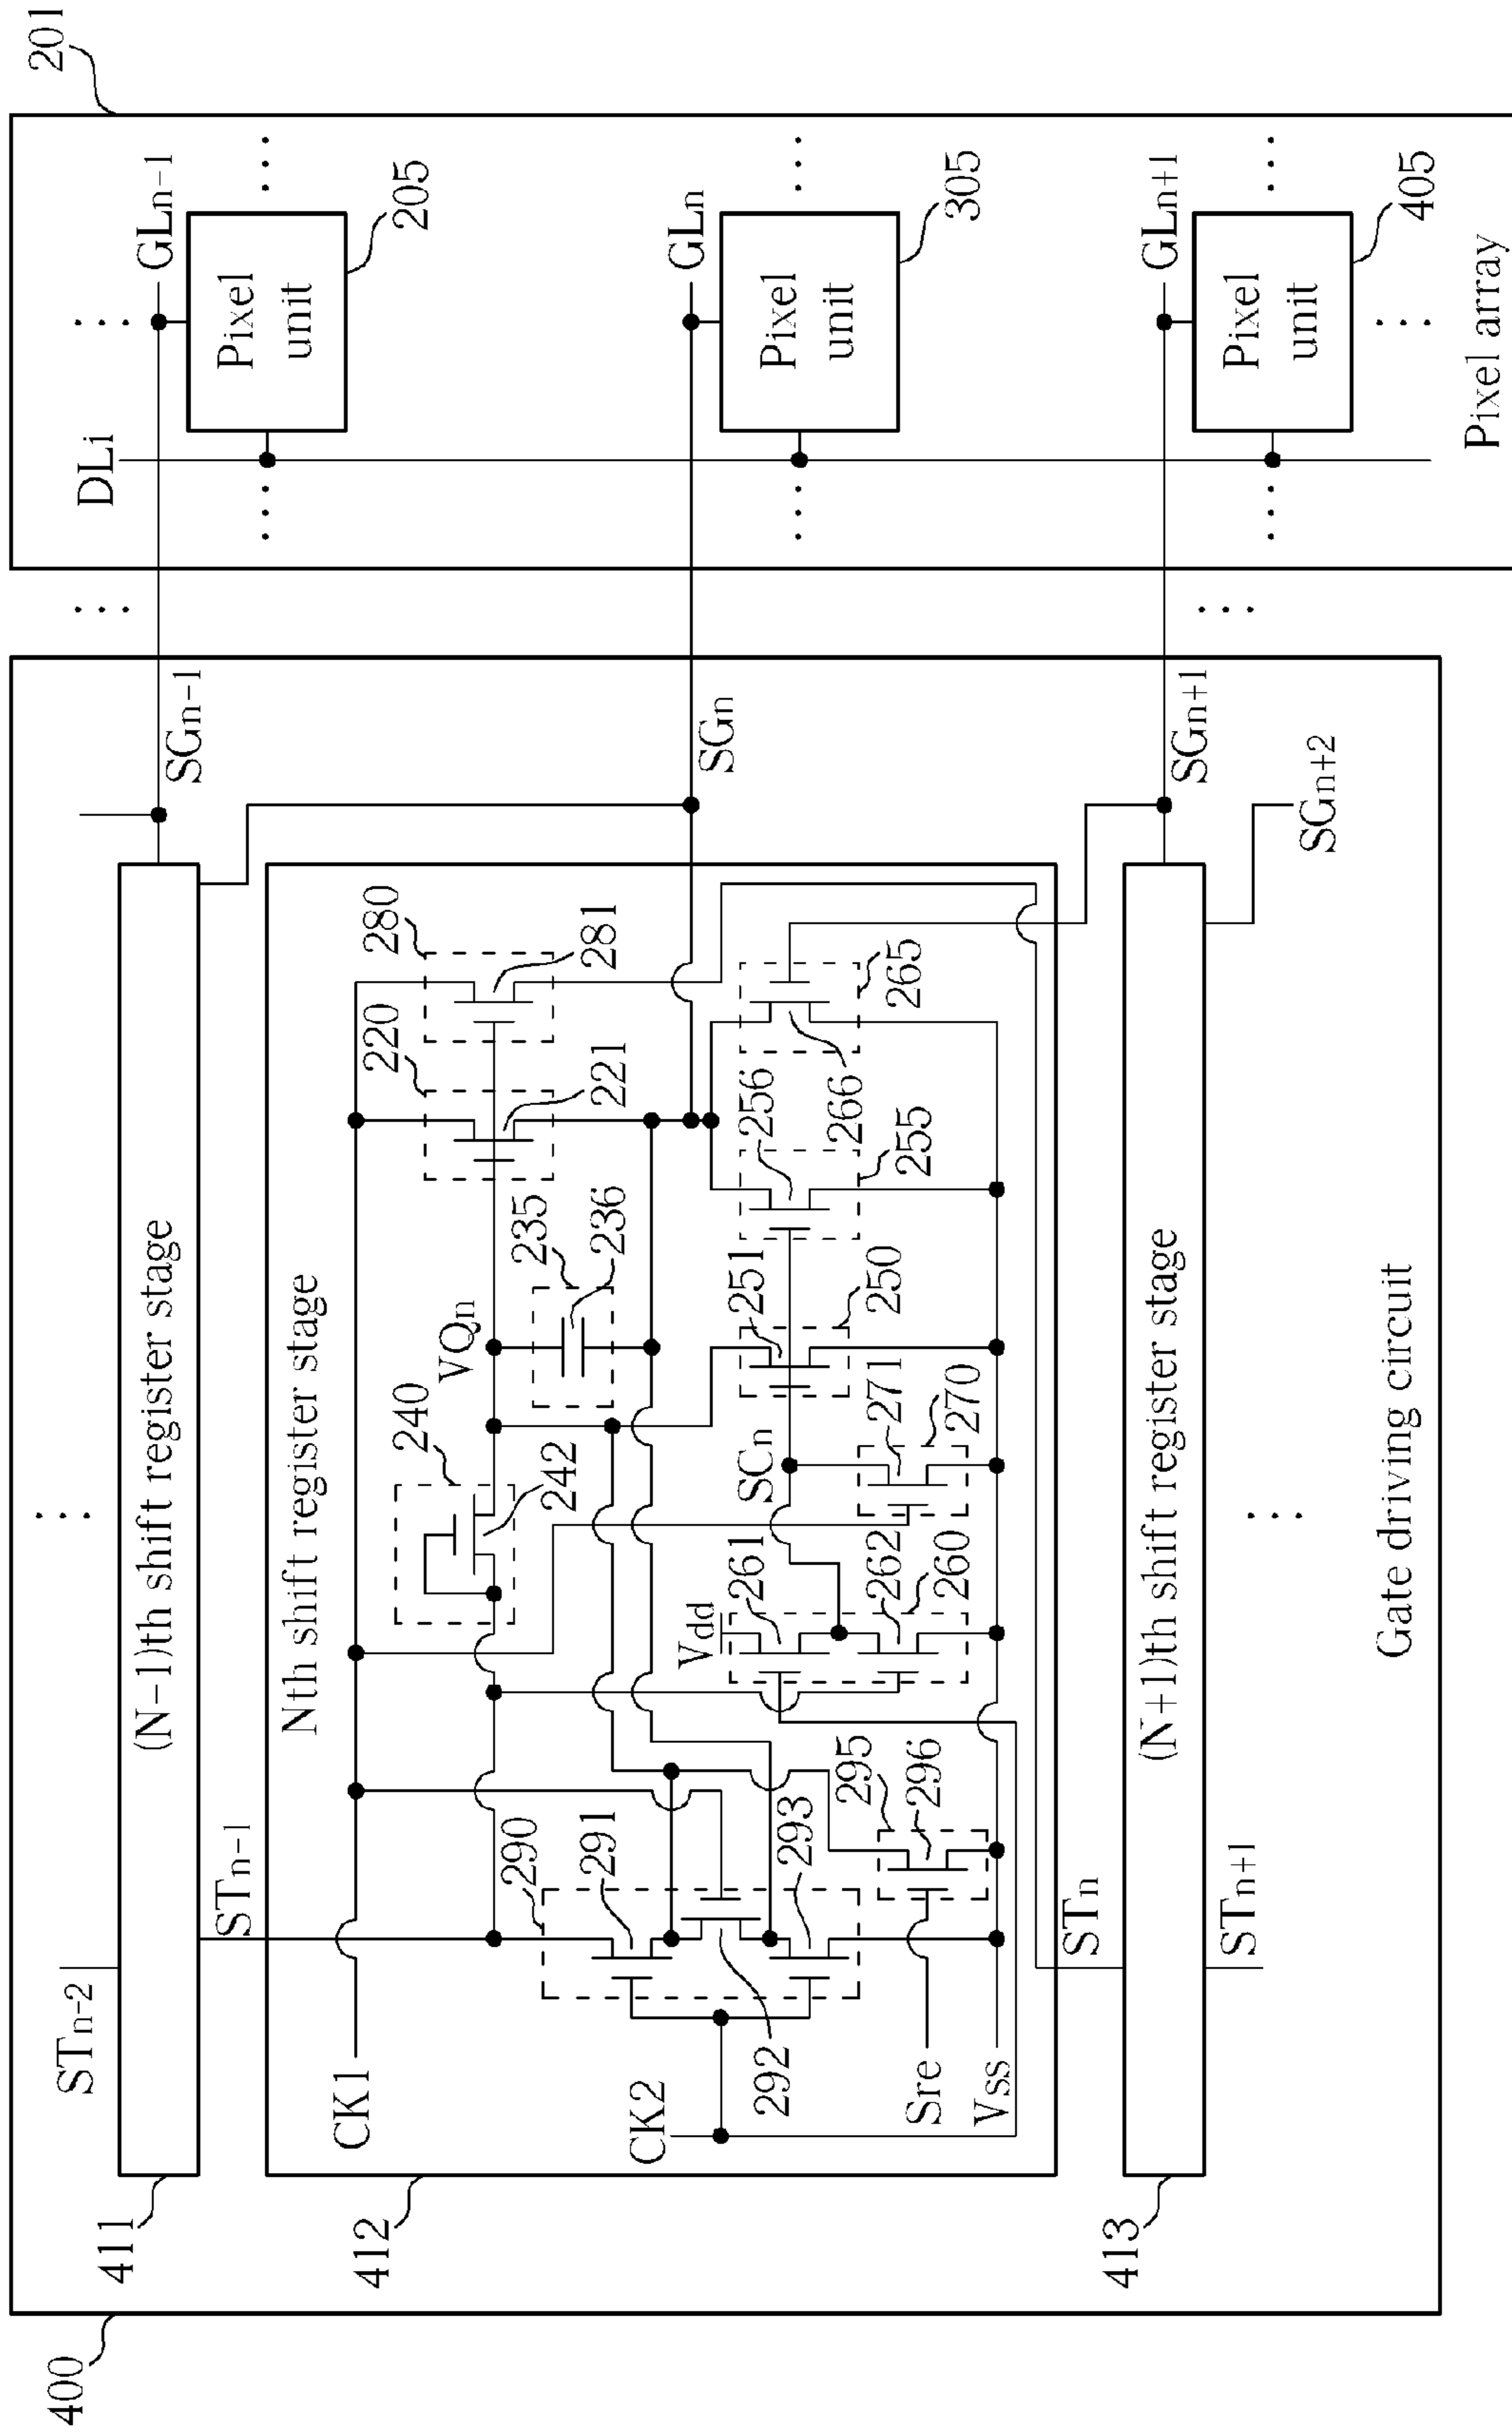 400
411
412
413
STn-2
(N-1)th shift register stage
SGn-1
STn-1
Nth shift register stage
CK1
CK2
Sre
Vss
290
291
292
293
295
296
240
242
VQn
235
236
220
221
280
281
Vdd
261
262
260
SCn
271
270
251
250
256
255
266
265
SGn
STn
(N+1)th shift register stage
SGn+1
STn+1
SGn+2
Gate driving circuit
201
DLi
GLn-1
Pixel
unit
205
GLn
Pixel
unit
305
GLn+1
Pixel
unit
405
Pixel array